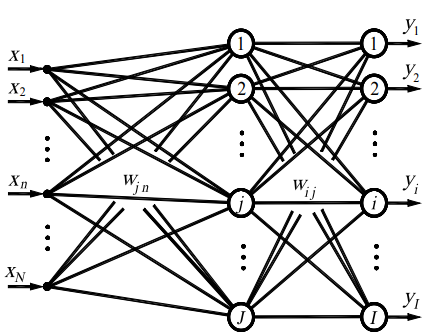 x1 1 1 y1
x2 2 2 y2
⋮ ⋮ ⋮
xn wjn j wij i yi
⋮ ⋮ ⋮
xN J I yI